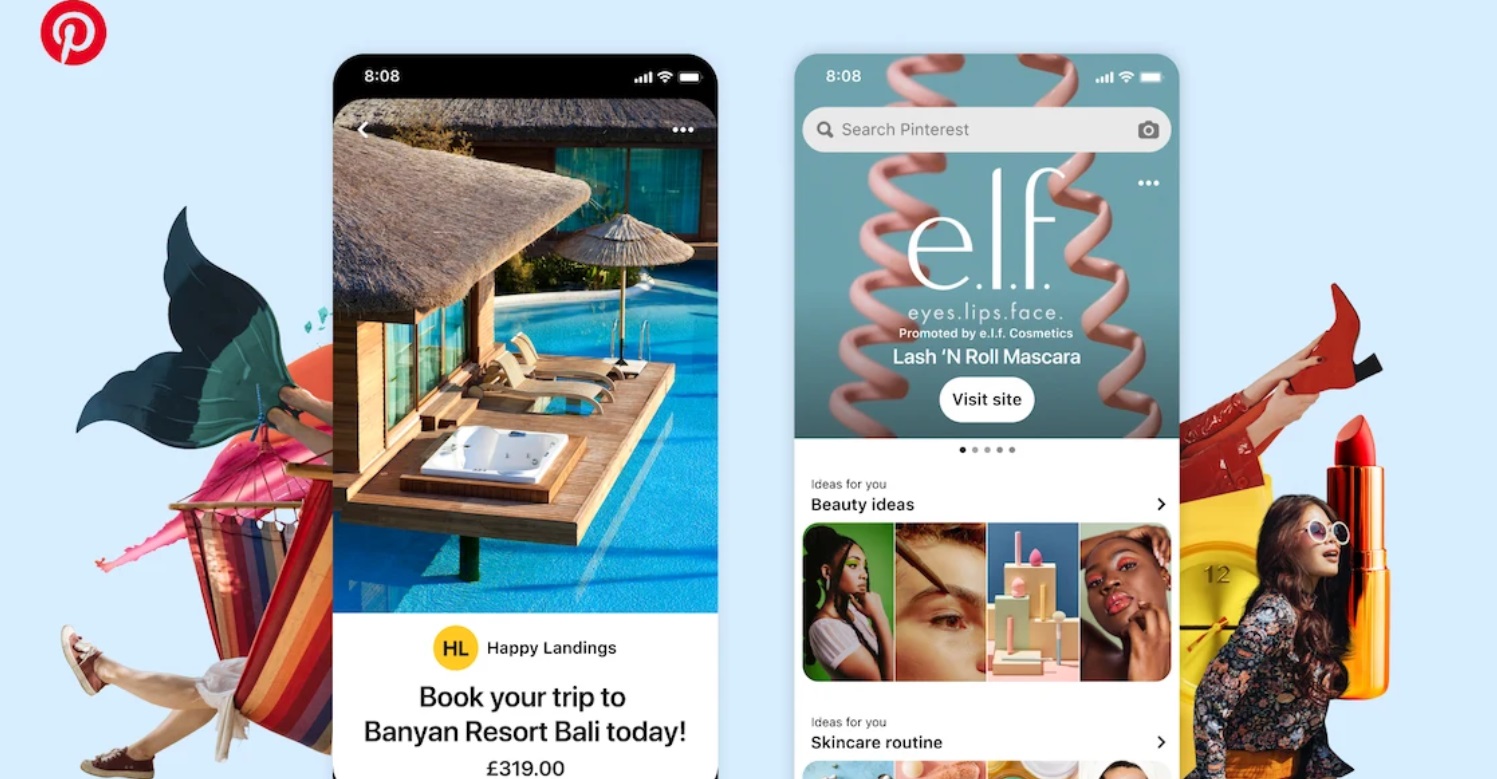 8:08
HL
Happy Landings
Book your trip to
Banyan Resort Bali today!
£319.00
8:08
Search Pinterest
e.l.f.
eyes.lips.face.
Promoted by e.l.f. Cosmetics
Lash ‘N Roll Mascara
Visit site
Ideas for you
Beauty ideas
Ideas for you
Skincare routine
12